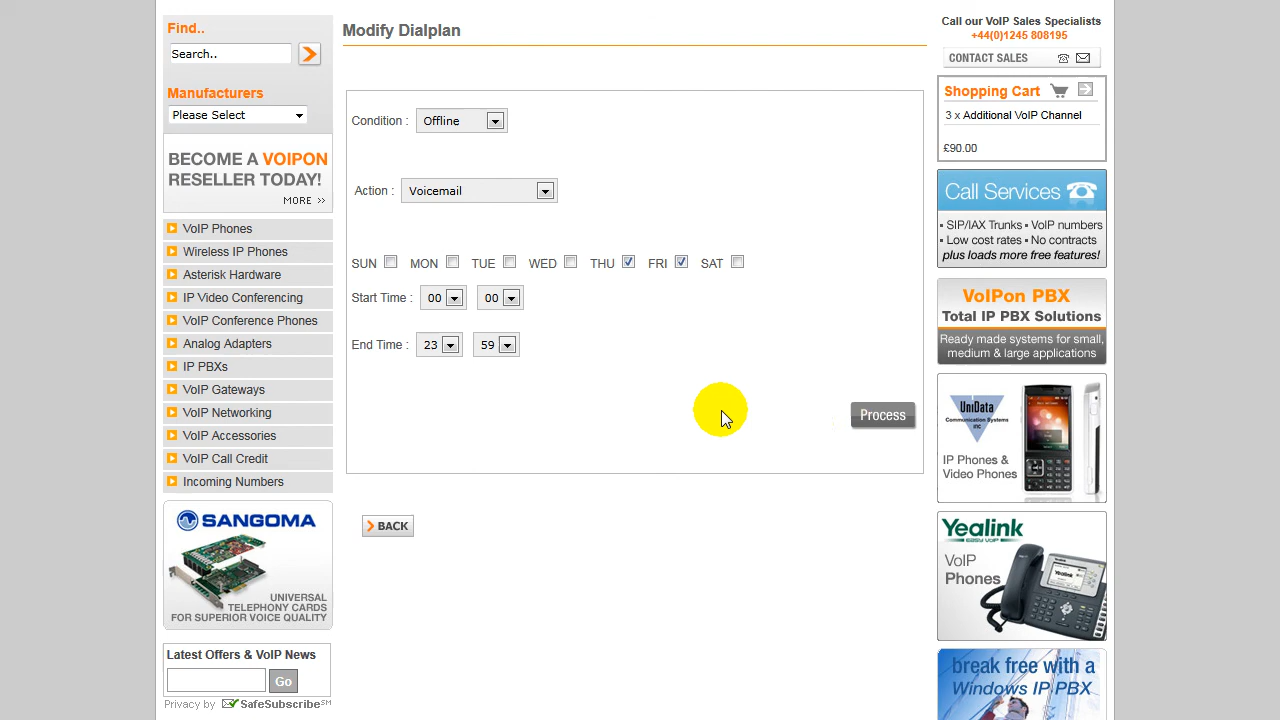 Find..
Search..
Manufacturers
Please Select
BECOME A VOIPON
RESELLER TODAY!
MORE »
VoIP Phones
Wireless IP Phones
Asterisk Hardware
IP Video Conferencing
VoIP Conference Phones
Analog Adapters
IP PBXs
VoIP Gateways
VoIP Networking
VoIP Accessories
VoIP Call Credit
Incoming Numbers
SANGOMA
UNIVERSAL
TELEPHONY CARDS
FOR SUPERIOR VOICE QUALITY
Latest Offers & VoIP News
Go
Privacy by SafeSubscribe SM
Modify Dialplan
Condition : Offline
Action : Voicemail
SUN MON TUE WED THU FRI SAT
Start Time : 00 00
End Time : 23 59
Process
BACK
Call our VoIP Sales Specialists
+44(0)1245 808195
CONTACT SALES
Shopping Cart
3 x Additional VoIP Channel
£90.00
Call Services
• SIP/IAX Trunks • VoIP numbers
• Low cost rates • No contracts
plus loads more free features!
VoIPon PBX
Total IP PBX Solutions
Ready made systems for small,
medium & large applications
UniData
Communication Systems
inc
IP Phones &
Video Phones
Yealink
EASY VoIP
VoIP
Phones
break free with a
Windows IP PBX